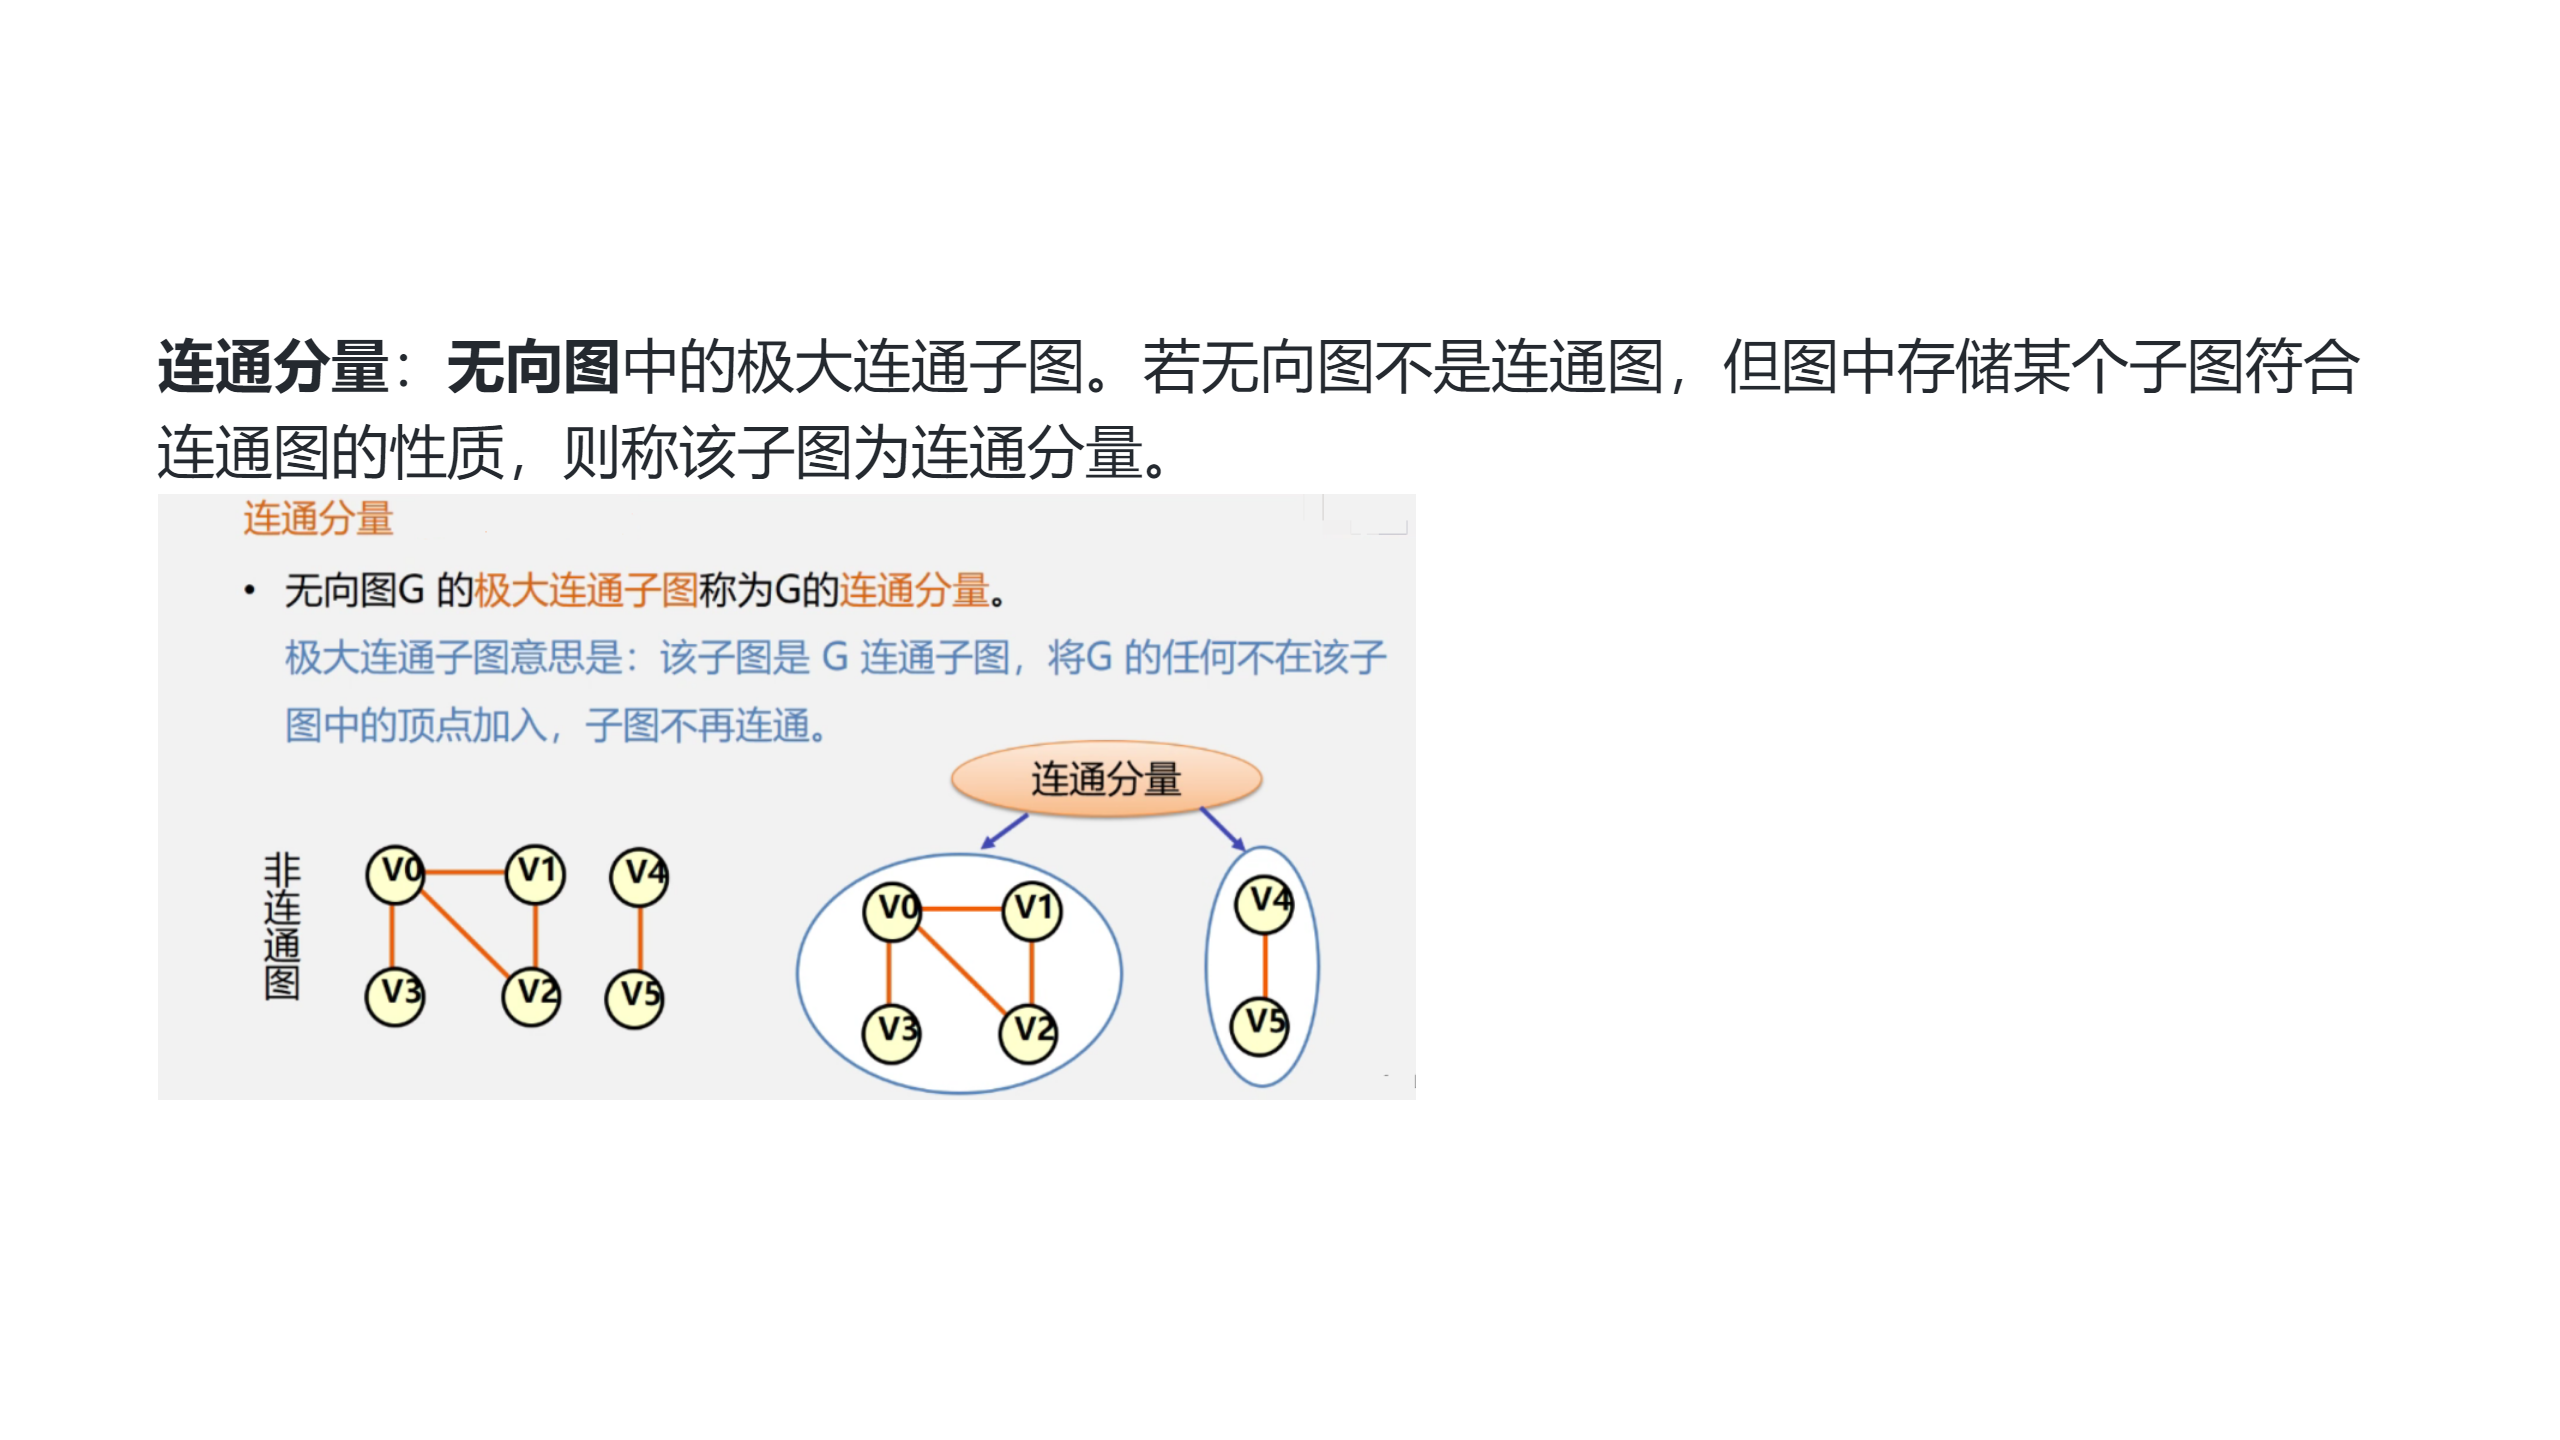 连通分量：无向图中的极大连通子图。若无向图不是连通图，但图中存储某个子图符合
连通图的性质，则称该子图为连通分量。
连通分量
• 无向图G 的极大连通子图称为G的连通分量。
极大连通子图意思是：该子图是 G 连通子图，将G 的任何不在该子
图中的顶点加入，子图不再连通。
连通分量
非连通图
V0 V1 V4
V3 V2 V5
V0 V1 V4
V3 V2 V5